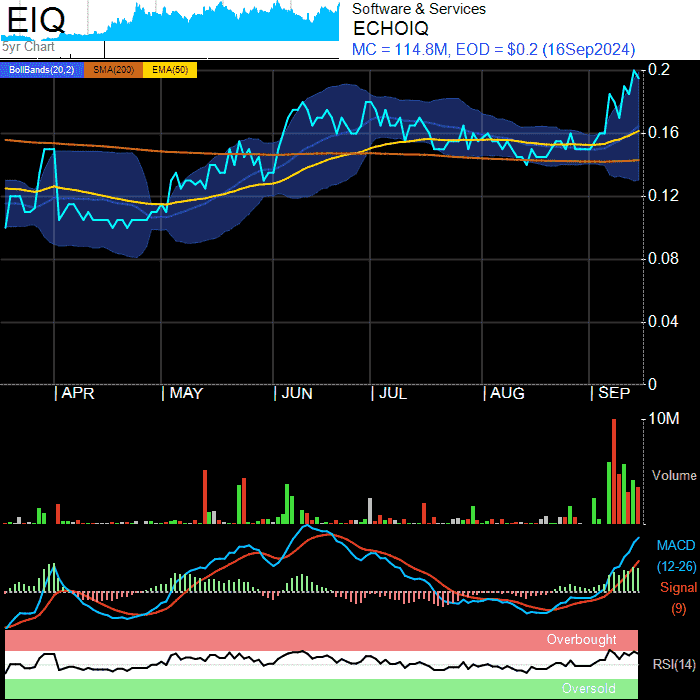 EIQ
5yr Chart
Software & Services
ECHOIQ
MC = 114.8M, EOD = $0.2 (16Sep2024)
BollBands(20,2) SMA(200) EMA(50)
0.2
0.16
0.12
0.08
0.04
0
APR MAY JUN JUL AUG SEP
10M
Volume
MACD
(12-26)
Signal
(9)
Overbought
RSI(14)
Oversold